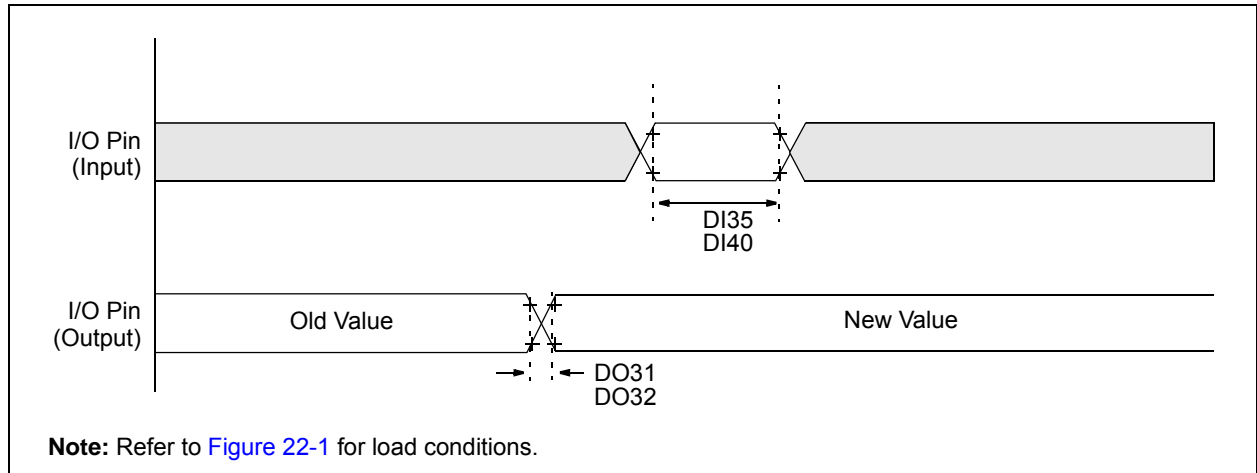 I/O Pin
(Input)
DI35
DI40
I/O Pin
(Output)
Old Value
New Value
DO31
DO32
Note: Refer to Figure 22-1 for load conditions.